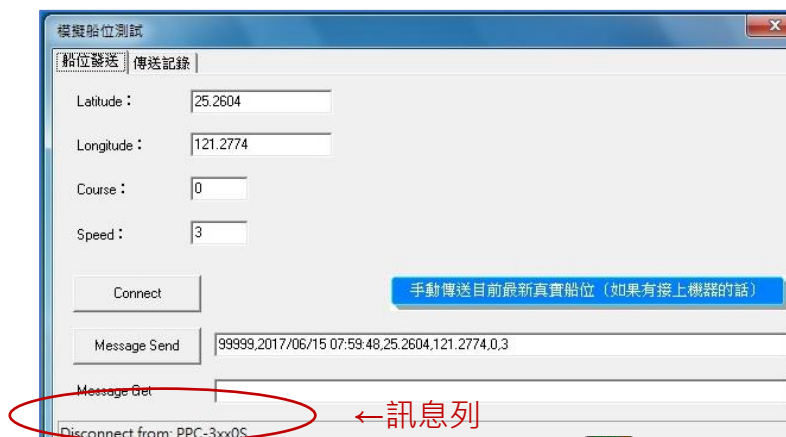 模擬船位測試
船位發送 傳送記錄
Latitude： 25.2604
Longitude： 121.2774
Course： 0
Speed： 3
Connect 手動傳送目前最新真實船位（如果有接上機器的話）
Message Send 99999,2017/06/15 07:59:48,25.2604,121.2774,0,3
Message Get
←訊息列
Disconnect from: PPC-3xx0S